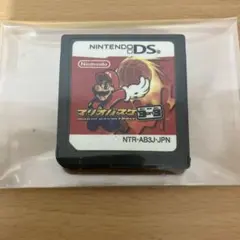 NINTENDO DS
Nintendo
マリオバスケ
3on3
NTR-AB3J-JPN